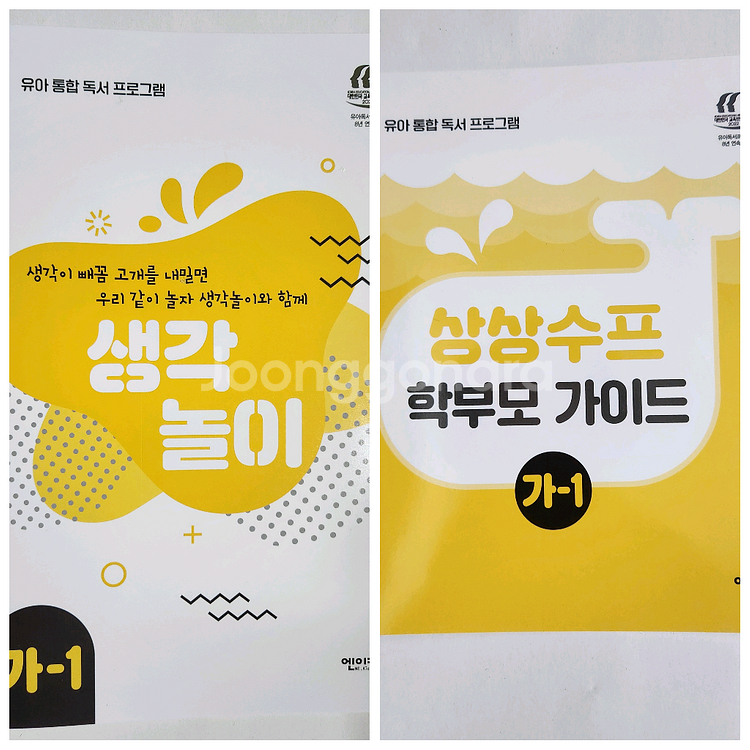 유아 통합 독서 프로그램
생각이 빼꼼 고개를 내밀면
우리 같이 놀자 생각놀이와 함께
생각
놀이
가-1
엔이
Joonggonara
유아 통합 독서 프로그램
상상수프
학부모 가이드
가-1